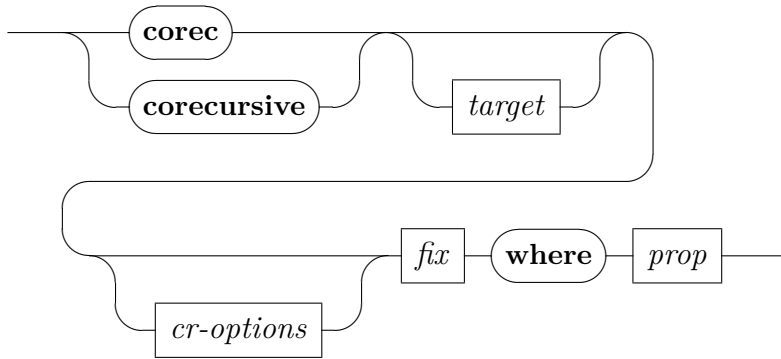 corec
corecursive
target
fix where prop
cr-options